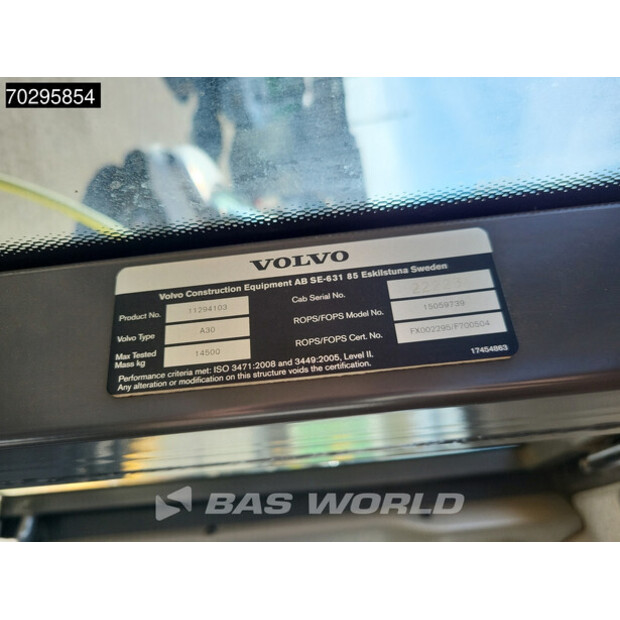 70295854
VOLVO
Volvo Construction Equipment AB SE-631 85 Eskilstuna Sweden
Product No. 11294103
Cab Serial No.
Volvo Type A30
ROPS/FOPS Model No. 15059739
Max Tested Mass kg 14500
ROPS/FOPS Cert. No. FX002295/F700504
Performance criteria met: ISO 3471:2008 and 3449:2005, Level II.
Any alteration or modification on this structure voids the certification.
17454863
BAS WORLD